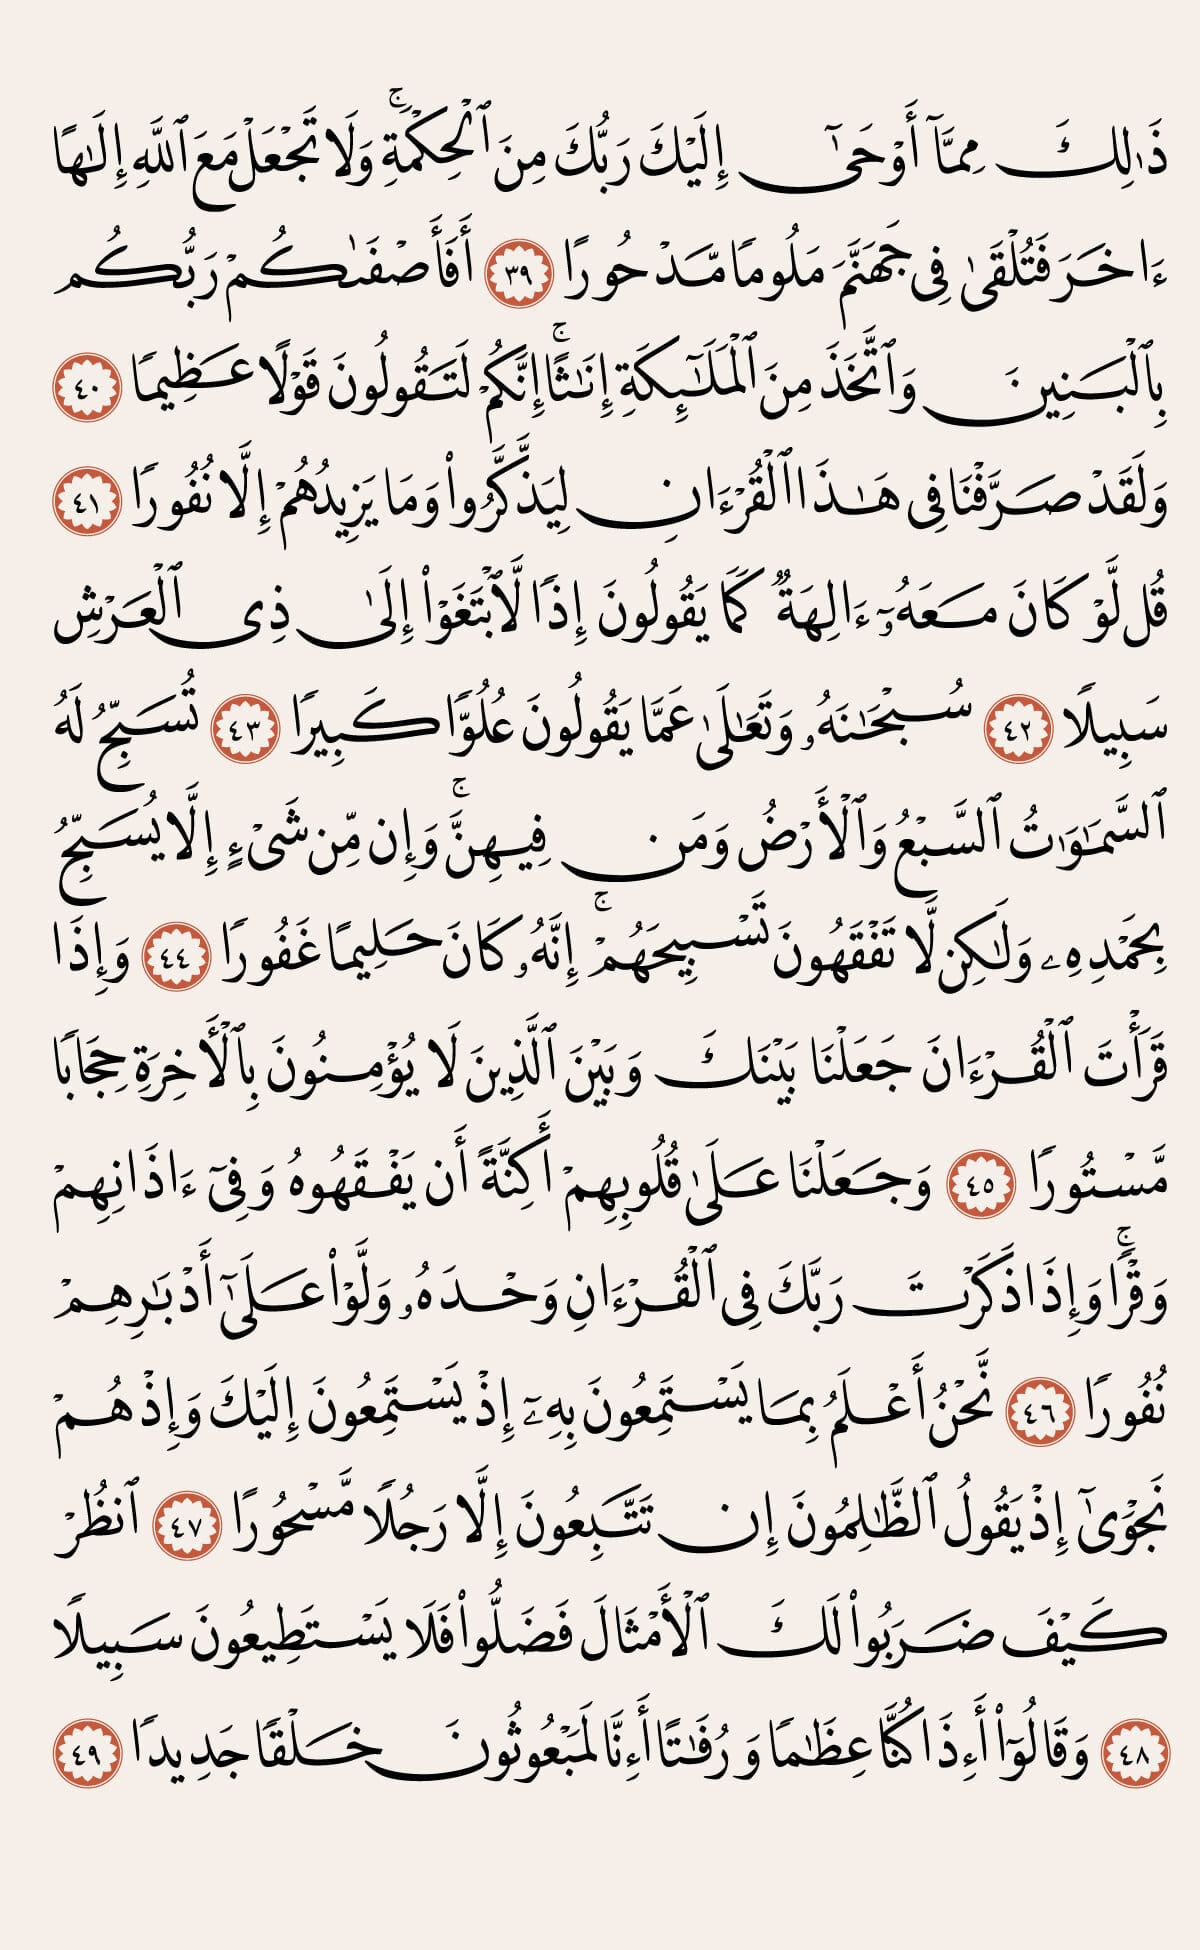 ذَٰلِكَ مِمَّآ أَوْحَىٰٓ إِلَيْكَ رَبُّكَ مِنَ ٱلْحِكْمَةِ ۗ وَلَا تَجْعَلْ مَعَ ٱللَّهِ إِلَـٰهًا
ءَاخَرَ فَتُلْقَىٰ فِى جَهَنَّمَ مَلُومًا مَّدْحُورًا ٣٩ أَفَأَصْفَىٰكُمْ رَبُّكُم
بِٱلْبَنِينَ وَٱتَّخَذَ مِنَ ٱلْمَلَـٰٓئِكَةِ إِنَـٰثًا ۚ إِنَّكُمْ لَتَقُولُونَ قَوْلًا عَظِيمًا ٤٠
وَلَقَدْ صَرَّفْنَا فِى هَـٰذَا ٱلْقُرْءَانِ لِيَذَّكَّرُوا۟ وَمَا يَزِيدُهُمْ إِلَّا نُفُورًا ٤١
قُل لَّوْ كَانَ مَعَهُۥٓ ءَالِهَةٌ كَمَا يَقُولُونَ إِذًا لَّٱبْتَغَوْا۟ إِلَىٰ ذِى ٱلْعَرْشِ
سَبِيلًا ٤٢ سُبْحَـٰنَهُۥ وَتَعَـٰلَىٰ عَمَّا يَقُولُونَ عُلُوًّا كَبِيرًا ٤٣ تُسَبِّحُ لَهُ
ٱلسَّمَـٰوَٰتُ ٱلسَّبْعُ وَٱلْأَرْضُ وَمَن فِيهِنَّ ۚ وَإِن مِّن شَىْءٍ إِلَّا يُسَبِّحُ
بِحَمْدِهِۦ وَلَـٰكِن لَّا تَفْقَهُونَ تَسْبِيحَهُمْ ۚ إِنَّهُۥ كَانَ حَلِيمًا غَفُورًا ٤٤ وَإِذَا
قَرَأْتَ ٱلْقُرْءَانَ جَعَلْنَا بَيْنَكَ وَبَيْنَ ٱلَّذِينَ لَا يُؤْمِنُونَ بِٱلْأَخِرَةِ حِجَابًا
مَّسْتُورًا ٤٥ وَجَعَلْنَا عَلَىٰ قُلُوبِهِمْ أَكِنَّةً أَن يَفْقَهُوهُ وَفِىٓ ءَاذَانِهِمْ
وَقْرًا ۚ وَإِذَا ذَكَرْتَ رَبَّكَ فِى ٱلْقُرْءَانِ وَحْدَهُۥ وَلَّوْا۟ عَلَىٰٓ أَدْبَـٰرِهِمْ
نُفُورًا ٤٦ نَّحْنُ أَعْلَمُ بِمَا يَسْتَمِعُونَ بِهِۦٓ إِذْ يَسْتَمِعُونَ إِلَيْكَ وَإِذْ هُمْ
نَجْوَىٰٓ إِذْ يَقُولُ ٱلظَّـٰلِمُونَ إِن تَتَّبِعُونَ إِلَّا رَجُلًا مَّسْحُورًا ٤٧ ٱنظُرْ
كَيْفَ ضَرَبُوا۟ لَكَ ٱلْأَمْثَالَ فَضَلُّوا۟ فَلَا يَسْتَطِيعُونَ سَبِيلًا
٤٨ وَقَالُوٓا۟ أَءِذَا كُنَّا عِظَـٰمًا وَرُفَـٰتًا أَءِنَّا لَمَبْعُوثُونَ خَلْقًا جَدِيدًا ٤٩